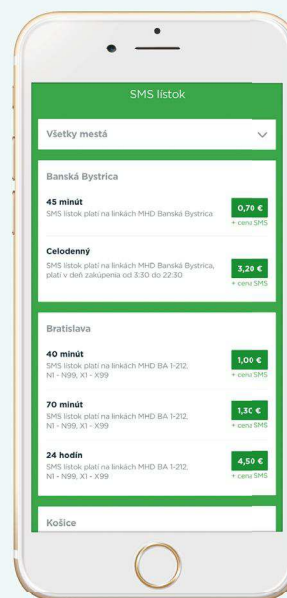 SMS lístok
Všetky mestá
Banská Bystrica
45 minút
SMS lístok platí na linkách MHD Banská Bystrica
0,70 €
+ cena SMS
Celodenný
SMS lístok platí na linkách MHD Banská Bystrica,
platí v deň zakúpenia od 3:30 do 22:30
3,20 €
+ cena SMS
Bratislava
40 minút
SMS lístok platí na linkách MHD BA 1-212,
N1 - N99, X1 - X99
1,00 €
+ cena SMS
70 minút
SMS lístok platí na linkách MHD BA 1-212,
N1 - N99, X1 - X99
1,30 €
+ cena SMS
24 hodín
SMS lístok platí na linkách MHD BA 1-212,
N1 - N99, X1 - X99
4,50 €
+ cena SMS
Košice